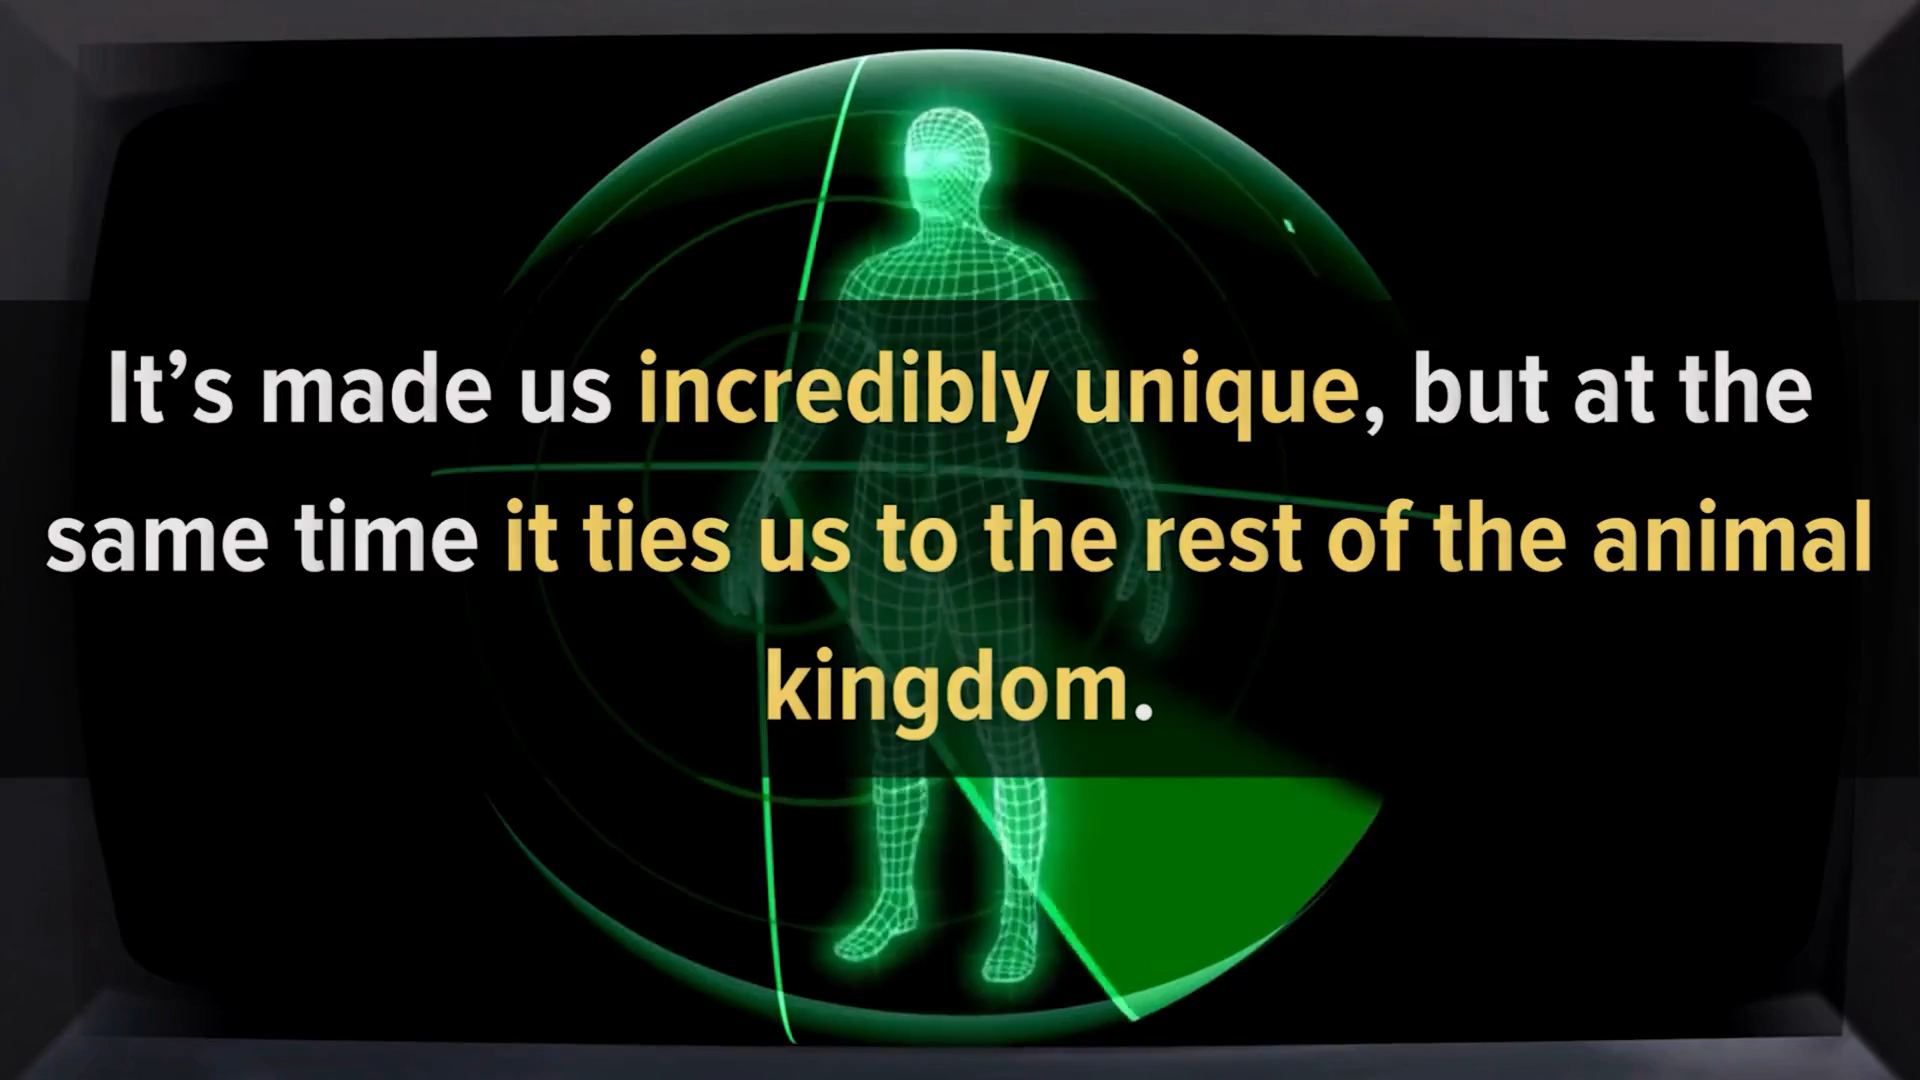 It’s made us incredibly unique, but at the
same time it ties us to the rest of the animal
kingdom.